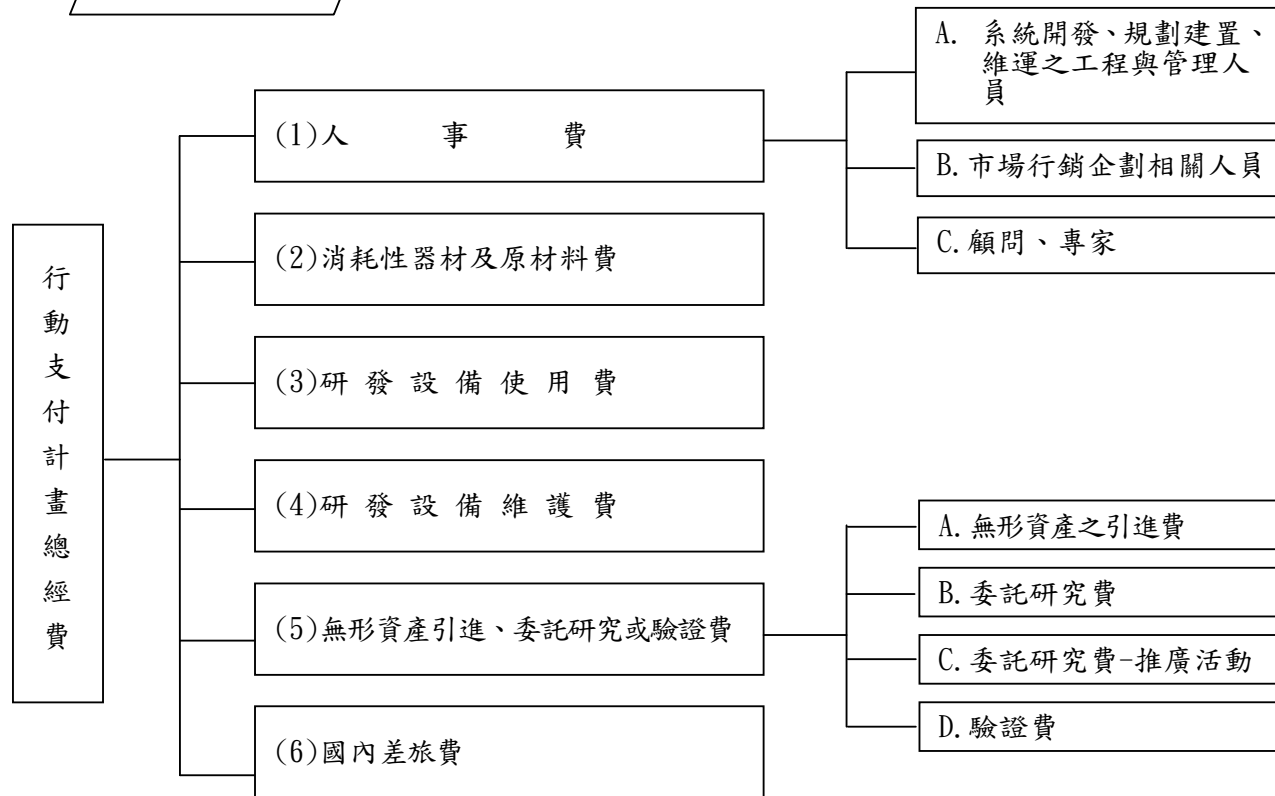 行動支付計畫總經費
(1)人事費
A. 系統開發、規劃建置、
維運之工程與管理人
員
B.市場行銷企劃相關人員
C.顧問、專家
(2)消耗性器材及原材料費
(3)研發設備使用費
(4)研發設備維護費
(5)無形資產引進、委託研究或驗證費
A.無形資產之引進費
B.委託研究費
C.委託研究費-推廣活動
D.驗證費
(6)國內差旅費